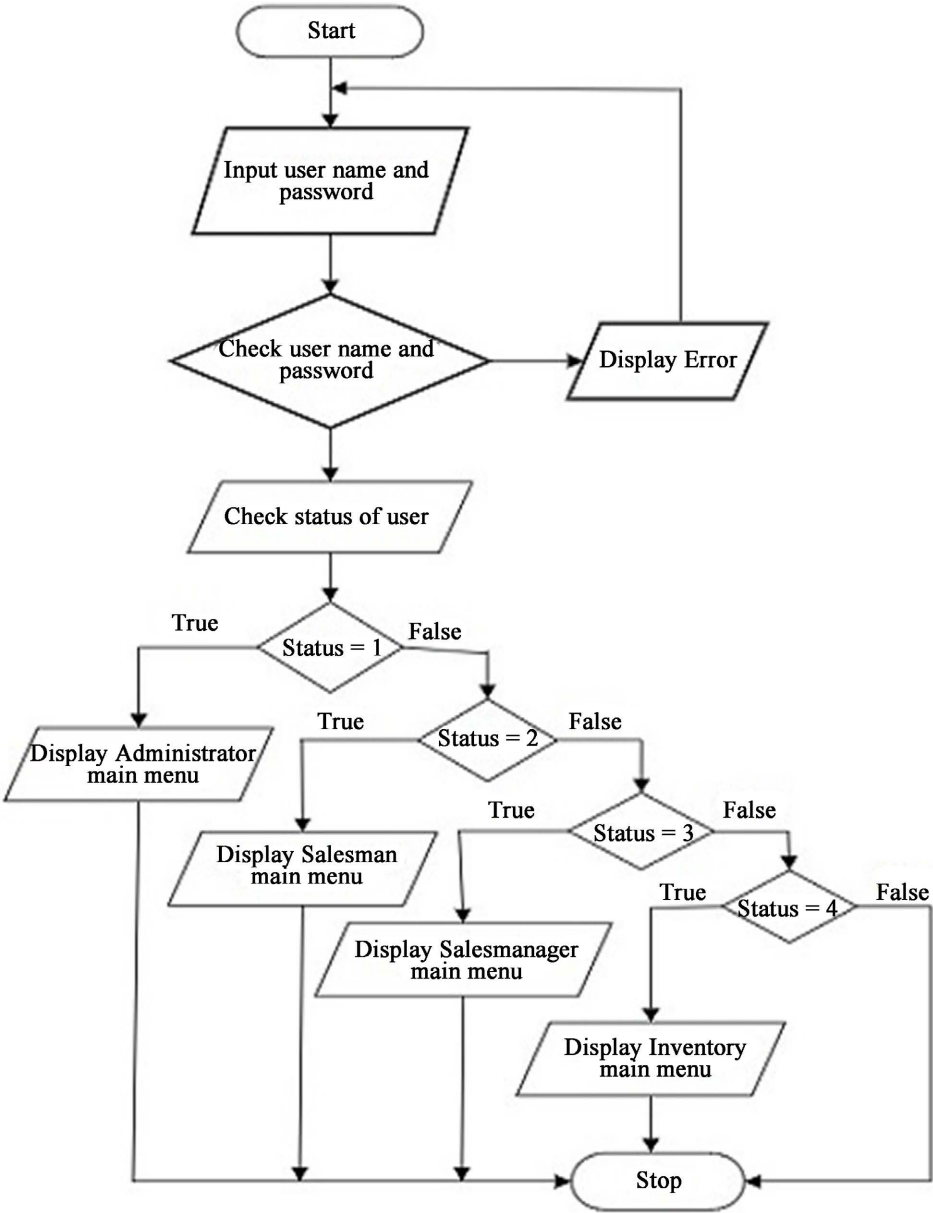 Start
Input user name and
password
Check user name and
password
Display Error
Check status of user
True
Status = 1
False
True
Status = 2
False
Display Administrator
main menu
True
Status = 3
False
Display Salesman
main menu
True
Status = 4
False
Display Salesmanager
main menu
Display Inventory
main menu
Stop